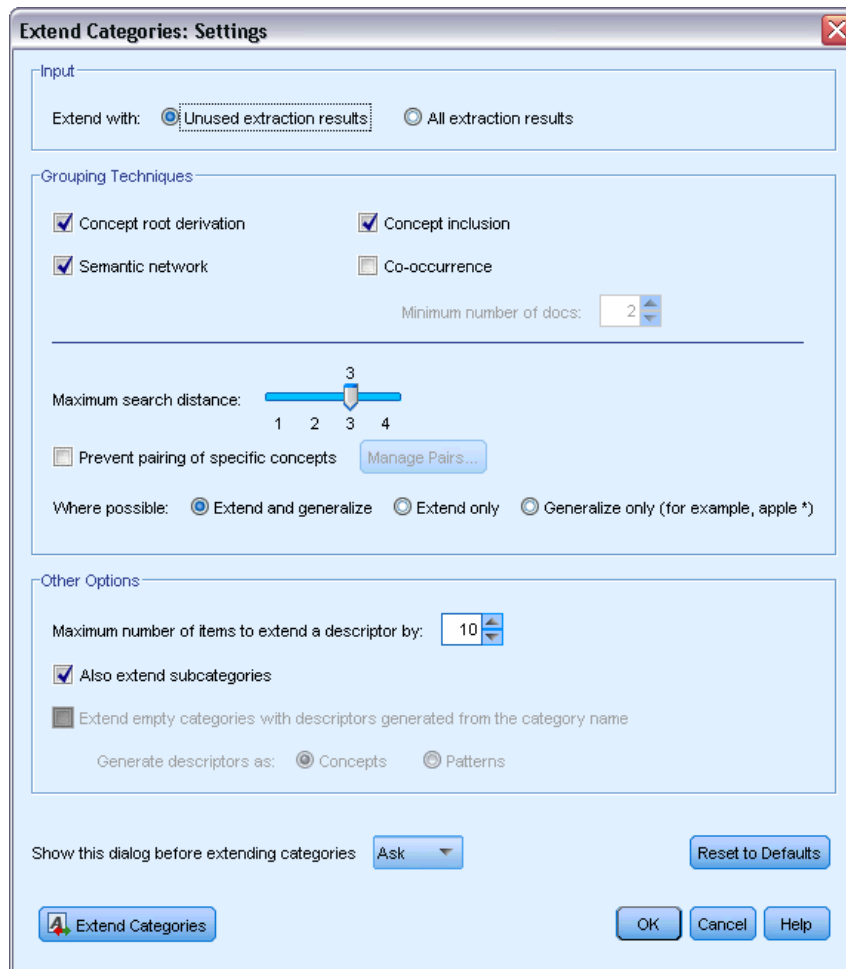 Extend Categories: Settings
Input
Extend with: Unused extraction results All extraction results
Grouping Techniques
Concept root derivation Concept inclusion
Semantic network Co-occurrence
Minimum number of docs: 2
3
Maximum search distance:
1 2 3 4
Prevent pairing of specific concepts Manage Pairs...
Where possible: Extend and generalize Extend only Generalize only (for example, apple *)
Other Options
Maximum number of items to extend a descriptor by: 10
Also extend subcategories
Extend empty categories with descriptors generated from the category name
Generate descriptors as: Concepts Patterns
Show this dialog before extending categories Ask Reset to Defaults
Extend Categories OK Cancel Help